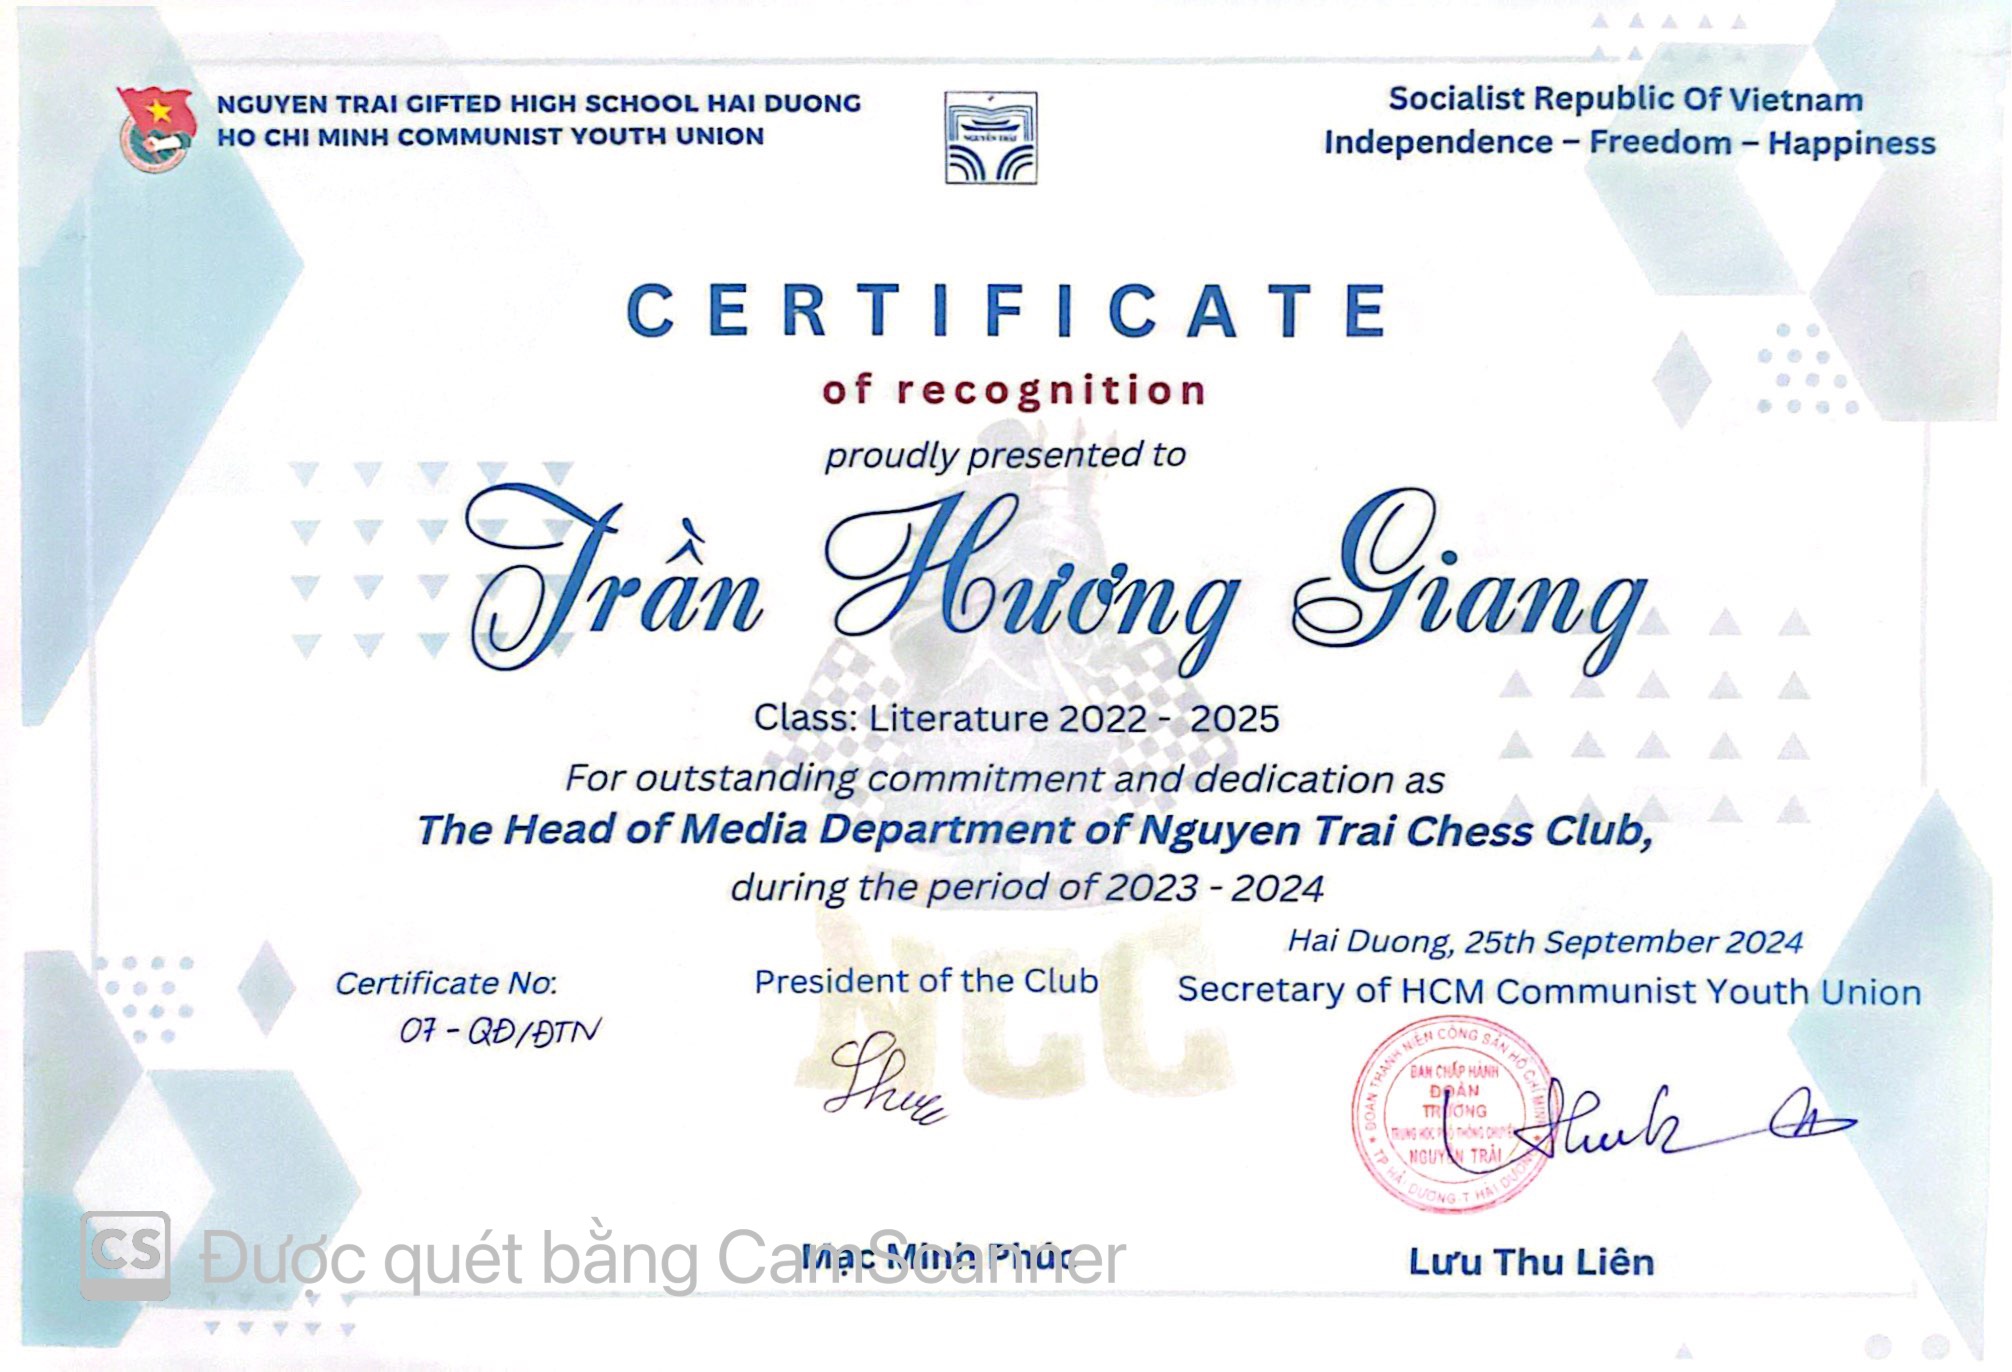 NGUYEN TRAI GIFTED HIGH SCHOOL HAI DUONG
HO CHI MINH COMMUNIST YOUTH UNION
NGUYỄN TRÃI
Socialist Republic Of Vietnam
Independence – Freedom – Happiness
CERTIFICATE
of recognition
proudly presented to
Trần Hương Giang
Class: Literature 2022 - 2025
For outstanding commitment and dedication as
The Head of Media Department of Nguyen Trai Chess Club,
during the period of 2023 - 2024
Hai Duong, 25th September 2024
Certificate No:
07 - QĐ/ĐTN
President of the Club
Secretary of HCM Communist Youth Union
NCC
ĐOÀN THANH NIÊN CỘNG SẢN HỒ CHÍ MINH
BAN CHẤP HÀNH
ĐOÀN
TRƯỜNG
TRUNG HỌC PHỔ THÔNG CHUYÊN
NGUYỄN TRÃI
TP HẢI DƯƠNG - T. HẢI DƯƠNG
Mạc Minh Phúc
Lưu Thu Liên
CS Được quét bằng CamScanner